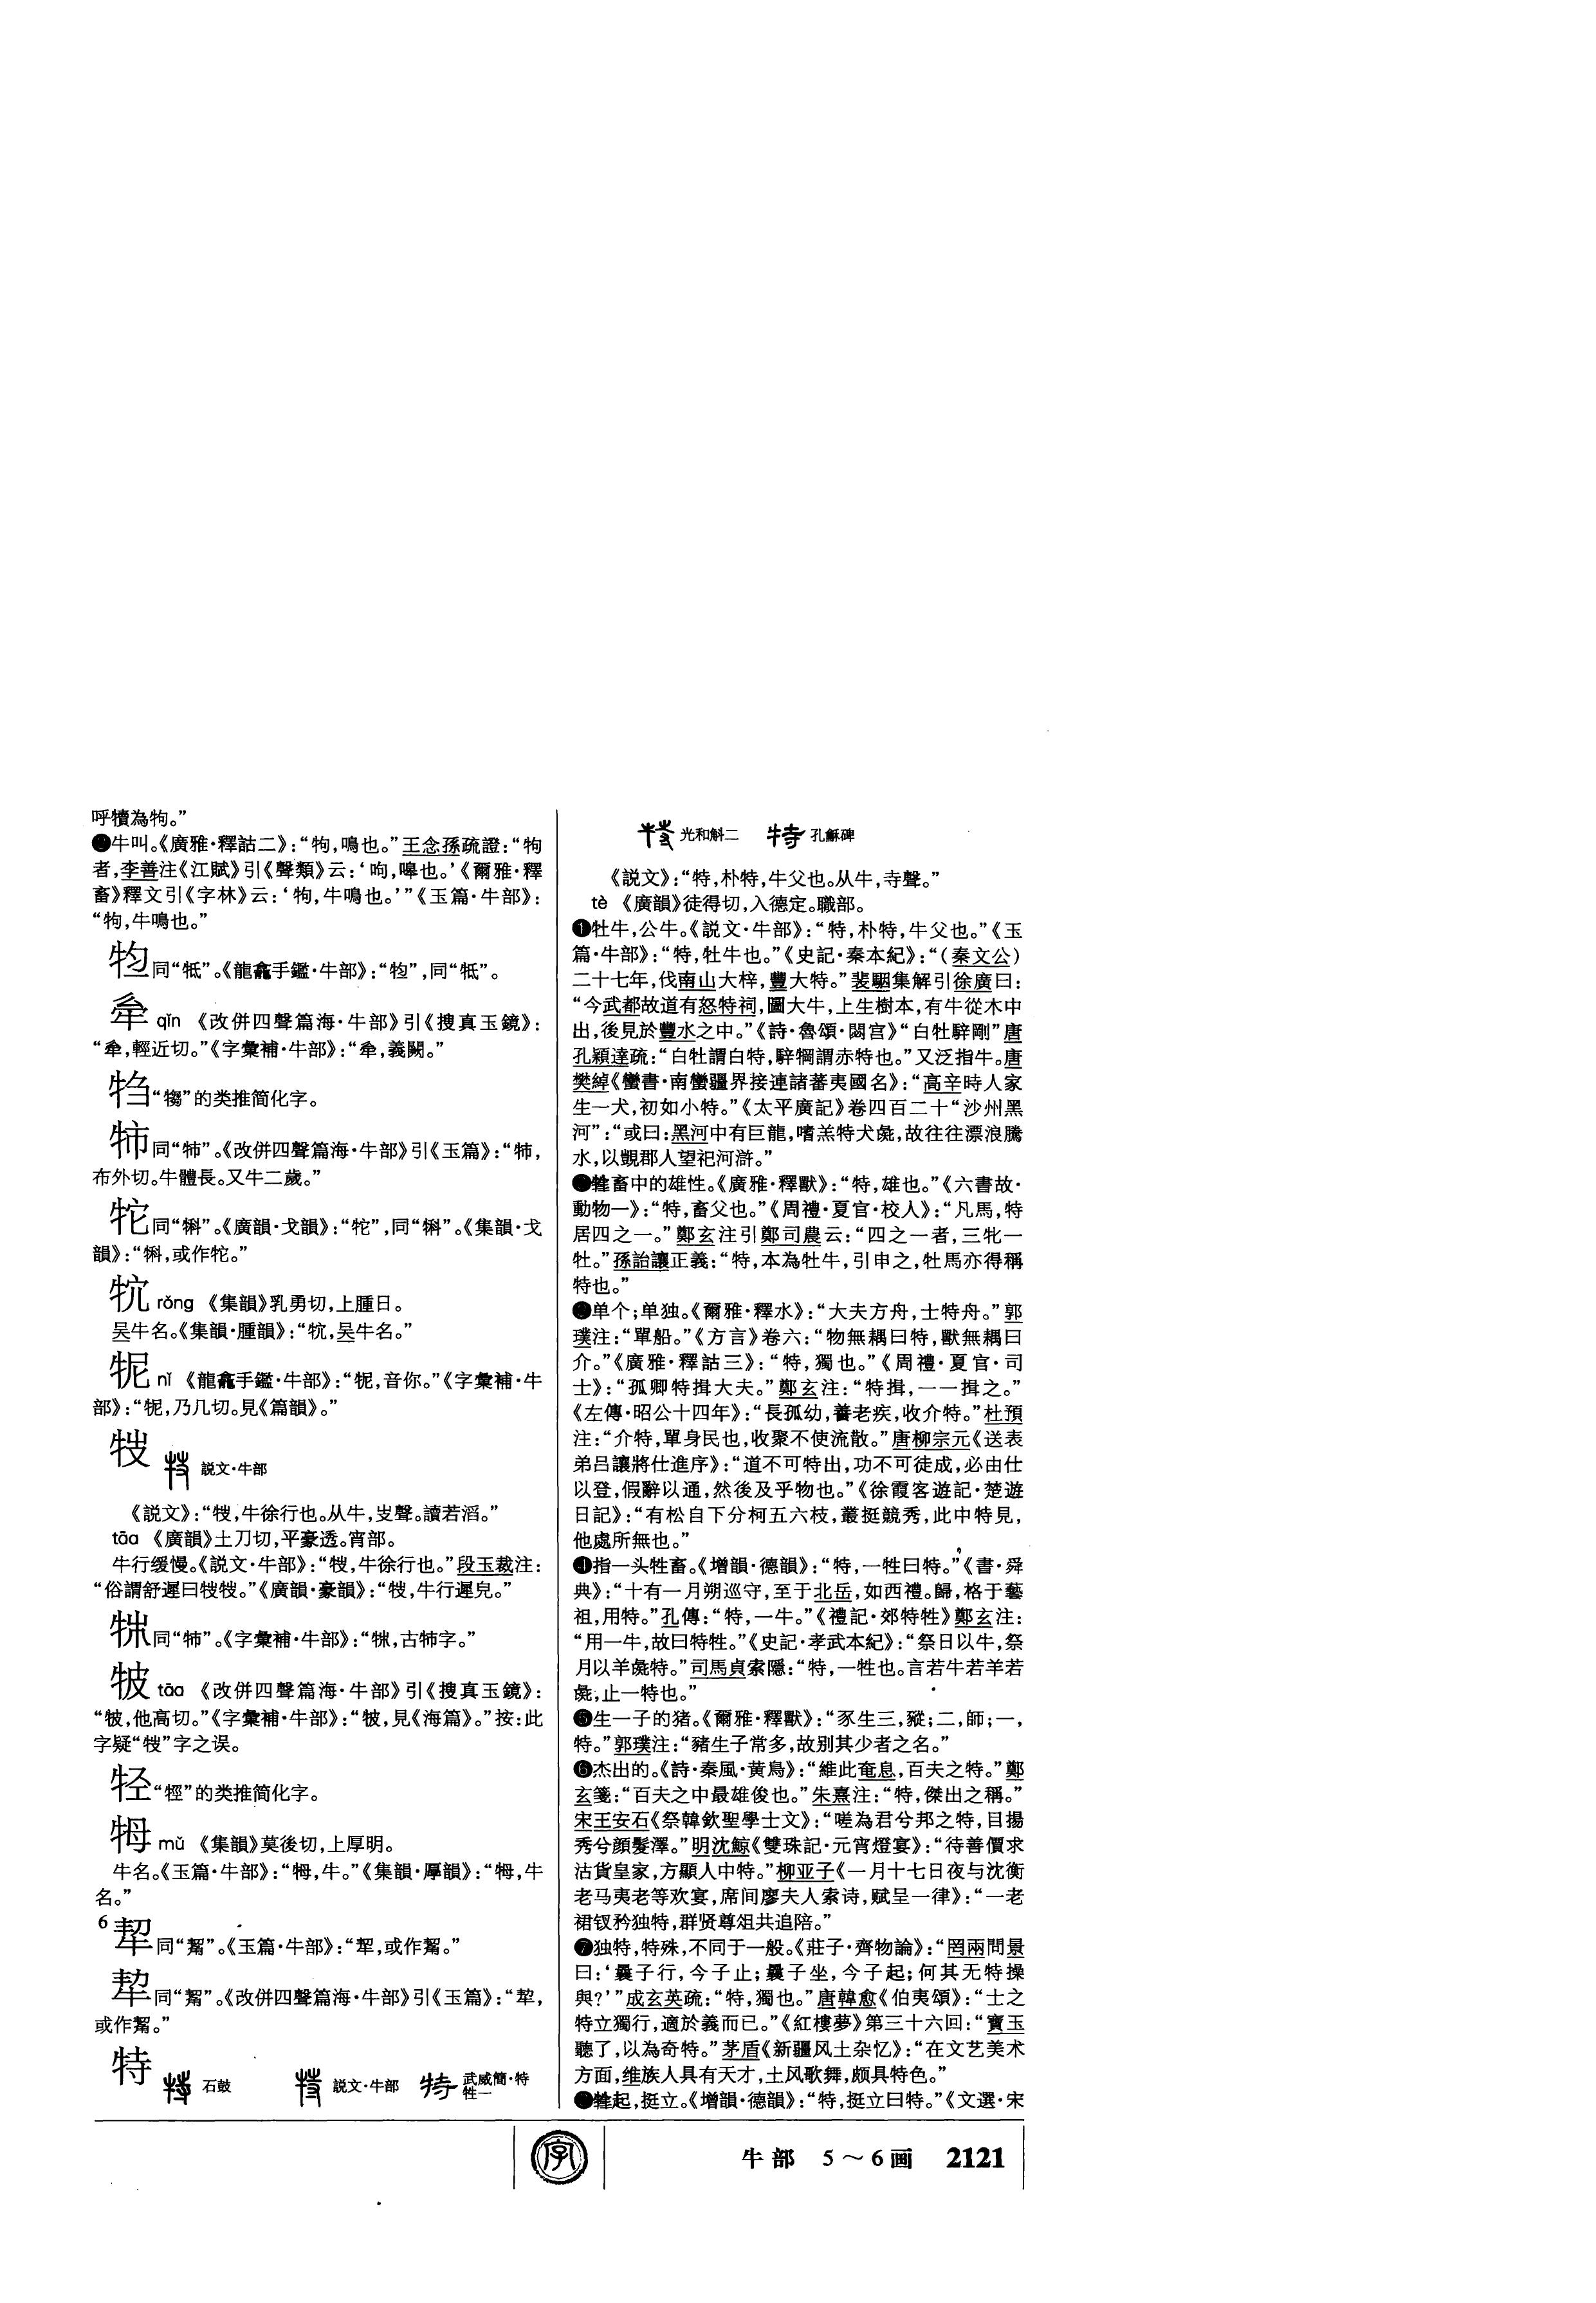 呼犢為㸬。”
❷牛叫。《廣雅·釋詁二》：“㸬，鳴也。”王念孫疏證：“㸬
者，李善注《江賦》引《聲類》云：‘呴，嘷也。’《爾雅·釋
畜》釋文引《字林》云：‘㸬，牛鳴也。’”《玉篇·牛部》：
“㸬，牛鳴也。”
同“牴”。《龍龕手鑑·牛部》：“”，同“牴”。
qǐn 《改併四聲篇海·牛部》引《搜真玉鏡》：
“，輕近切。”《字彙補·牛部》：“，義闕。”
“犓”的类推简化字。
同“㸬”。《改併四聲篇海·牛部》引《玉篇》：“，
布外切。牛體長。又牛二歲。”
牠同“㸰”。《廣韻·戈韻》：“牠”，同“㸰”。《集韻·戈
韻》：“，或作牠。”
rǒng 《集韻》乳勇切，上腫日。
吴牛名。《集韻·腫韻》：“，吴牛名。”
nǐ 《龍龕手鑑·牛部》：“，音你。”《字彙補·牛
部》：“，乃几切。見《篇韻》。”
説文·牛部
《説文》：“，牛徐行也。从牛，聲。讀若滔。”
tāo 《廣韻》土刀切，平豪透。宵部。
牛行缓慢。《説文·牛部》：“，牛徐行也。”段玉裁注：
“俗謂舒遲曰。”《廣韻·豪韻》：“，牛行遲皃。”
同“”。《字彙補·牛部》：“，古字。”
tāo 《改併四聲篇海·牛部》引《搜真玉鏡》：
“，他高切。”《字彙補·牛部》：“，見《海篇》。”按：此
字疑“”字之误。
“牼”的类推简化字。
mǔ 《集韻》莫後切，上厚明。
牛名。《玉篇·牛部》：“，牛。”《集韻·厚韻》：“，牛
名。”
6
同“”。《玉篇·牛部》：“，或作。”
同“”。《改併四聲篇海·牛部》引《玉篇》：“，
或作。”
特 石鼓 説文·牛部 武威簡·特牲一
光和斛二 孔龢碑
《説文》：“特，朴特，牛父也。从牛，寺聲。”
tè 《廣韻》徒得切，入德定。職部。
❶牡牛，公牛。《説文·牛部》：“特，朴特，牛父也。”《玉
篇·牛部》：“特，牡牛也。”《史記·秦本紀》：“（秦文公）
二十七年，伐南山大梓，豐大特。”裴駰集解引徐廣曰：
“今武都故道有怒特祠，圖大牛，上生樹本，有牛從木中
出，後見於豐水之中。”《詩·魯頌·閟宫》“白牡騂剛”唐
孔穎達疏：“白牡謂白特，騂犅謂赤特也。”又泛指牛。唐
樊綽《蠻書·南蠻疆界接連諸蕃夷國名》：“高辛時人家
生一犬，初如小特。”《太平廣記》卷四百二十“沙州黑
河”：“或曰：黑河中有巨龍，嗜羔特犬彘，故往往漂浪騰
水，以覬郡人望祀河滸。”
❷牲畜中的雄性。《廣雅·釋獸》：“特，雄也。”《六書故·
動物一》：“特，畜父也。”《周禮·夏官·校人》：“凡馬，特
居四之一。”鄭玄注引鄭司農云：“四之一者，三牝一
牡。”孫詒讓正義：“特，本為牡牛，引申之，牡馬亦得稱
特也。”
❸单个；单独。《爾雅·釋水》：“大夫方舟，士特舟。”郭
璞注：“單船。”《方言》卷六：“物無耦曰特，獸無耦曰
介。”《廣雅·釋詁三》：“特，獨也。”《周禮·夏官·司
士》：“孤卿特揖大夫。”鄭玄注：“特揖，一一揖之。”
《左傳·昭公十四年》：“長孤幼，養老疾，收介特。”杜預
注：“介特，單身民也，收聚不使流散。”唐柳宗元《送表
弟吕讓將仕進序》：“道不可特出，功不可徒成，必由仕
以登，假辭以通，然後及乎物也。”《徐霞客遊記·楚遊
日記》：“有松自下分柯五六枝，叢挺競秀，此中特見，
他處所無也。”
❹指一头牲畜。《增韻·德韻》：“特，一牲曰特。”《書·舜
典》：“十有一月朔巡守，至于北岳，如西禮。歸，格于藝
祖，用特。”孔傳：“特，一牛。”《禮記·郊特牲》鄭玄注：
“用一牛，故曰特牲。”《史記·孝武本紀》：“祭日以牛，祭
月以羊彘特。”司馬貞索隱：“特，一牲也。言若牛若羊若
彘，止一特也。”
❺生一子的猪。《爾雅·釋獸》：“豕生三，豵；二，師；一，
特。”郭璞注：“豬生子常多，故别其少者之名。”
❻杰出的。《詩·秦風·黄鳥》：“維此奄息，百夫之特。”鄭
玄箋：“百夫之中最雄俊也。”朱熹注：“特，傑出之稱。”
宋王安石《祭韓欽聖學士文》：“嗟為君兮邦之特，目揚
秀兮顔髮澤。”明沈鯨《雙珠記·元宵燈宴》：“待善價求
沽貨皇家，方顯人中特。”柳亚子《一月十七日夜与沈衡
老马夷老等欢宴，席间廖夫人索诗，赋呈一律》：“一老
裙钗矜独特，群贤尊俎共追陪。”
❼独特，特殊，不同于一般。《莊子·齊物論》：“罔兩問景
曰：‘曩子行，今子止；曩子坐，今子起；何其无特操
與？’”成玄英疏：“特，獨也。”唐韓愈《伯夷頌》：“士之
特立獨行，適於義而已。”《紅樓夢》第三十六回：“寶玉
聽了，以為奇特。”茅盾《新疆风土杂忆》：“在文艺美术
方面，维族人具有天才，土风歌舞，颇具特色。”
起，挺立。《增韻·德韻》：“特，挺立曰特。”《文選·宋
字
牛部 5～6画 2121